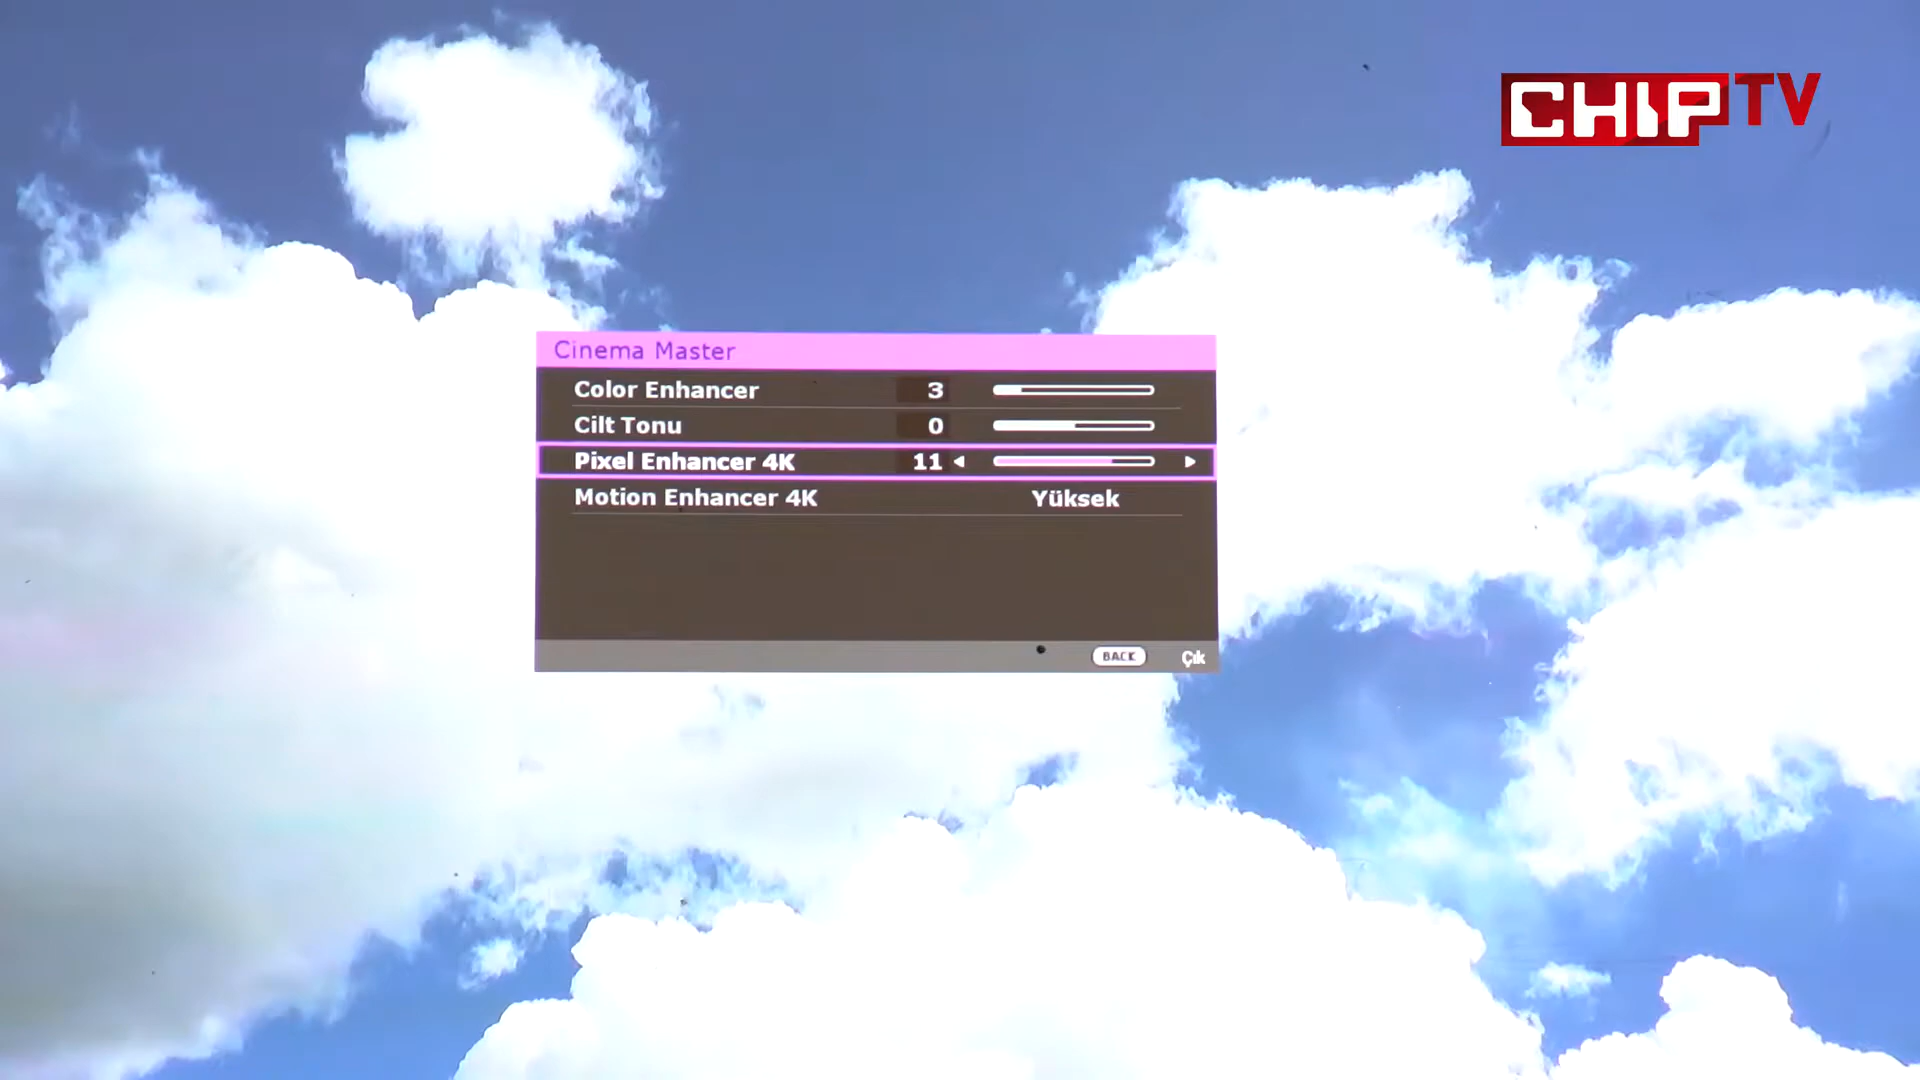 CHIP TV
Cinema Master
Color Enhancer 3
Cilt Tonu 0
Pixel Enhancer 4K 11
Motion Enhancer 4K Yüksek
BACK Çık